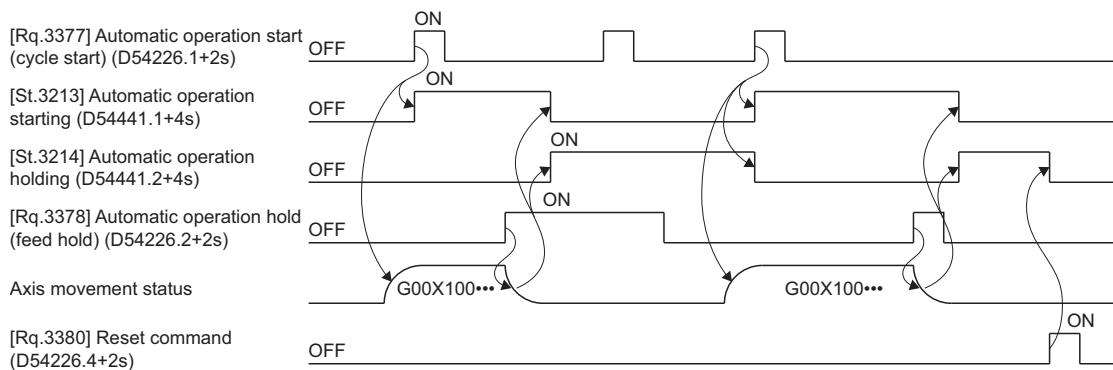 ON
[Rq.3377] Automatic operation start
(cycle start) (D54226.1+2s)
OFF
ON
[St.3213] Automatic operation
starting (D54441.1+4s)
OFF
ON
[St.3214] Automatic operation
holding (D54441.2+4s)
OFF
ON
[Rq.3378] Automatic operation hold
(feed hold) (D54226.2+2s)
OFF
Axis movement status
G00X100•••
G00X100•••
ON
[Rq.3380] Reset command
(D54226.4+2s)
OFF